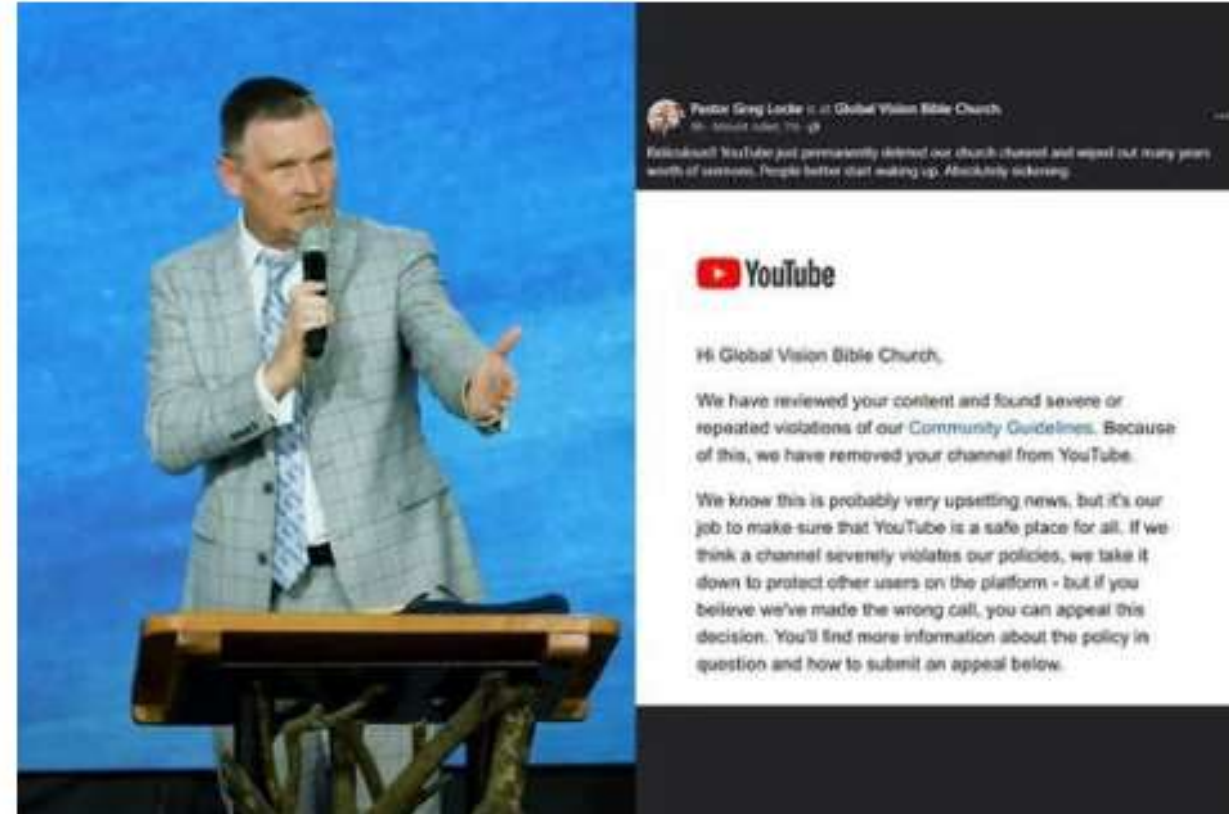 Pastor Greg Locke is at Global Vision Bible Church.
Ridiculous!! YouTube just permanently deleted our church channel and wiped out many years
worth of sermons. People better start waking up. Absolutely sickening.
YouTube
Hi Global Vision Bible Church,
We have reviewed your content and found severe or
repeated violations of our Community Guidelines. Because
of this, we have removed your channel from YouTube.
We know this is probably very upsetting news, but it's our
job to make sure that YouTube is a safe place for all. If we
think a channel severely violates our policies, we take it
down to protect other users on the platform - but if you
believe we've made the wrong call, you can appeal this
decision. You'll find more information about the policy in
question and how to submit an appeal below.